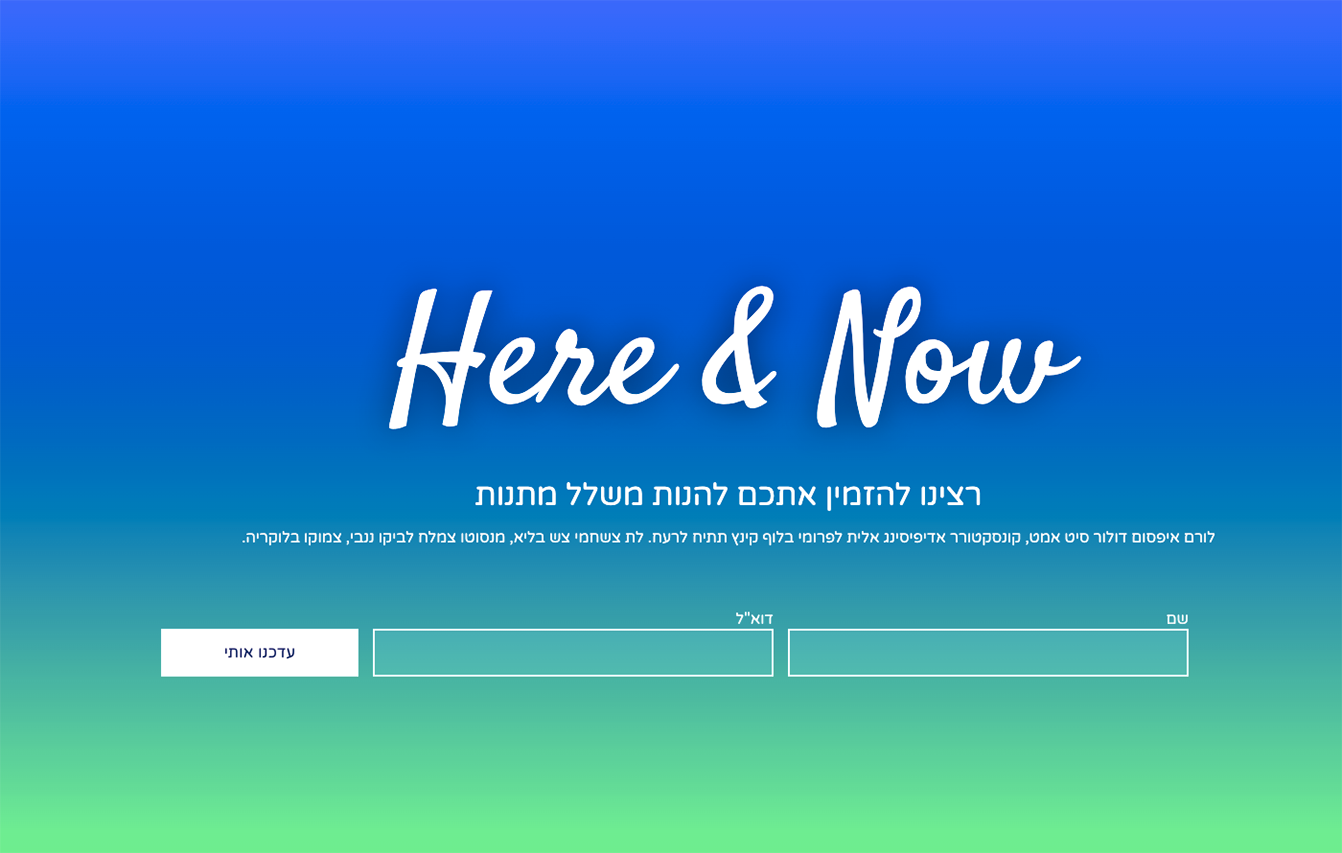 Here & Now
רצינו להזמין אתכם להנות משלל מתנות
לורם איפסום דולור סיט אמט, קונסקטורר אדיפיסינג אלית לפרומי בלוף קינץ תתיח לרעח. לת צשחמי צש בליא, מנסוטו צמלח לביקו ננבי, צמוקו בלוקריה.
שם
דוא"ל
עדכנו אותי